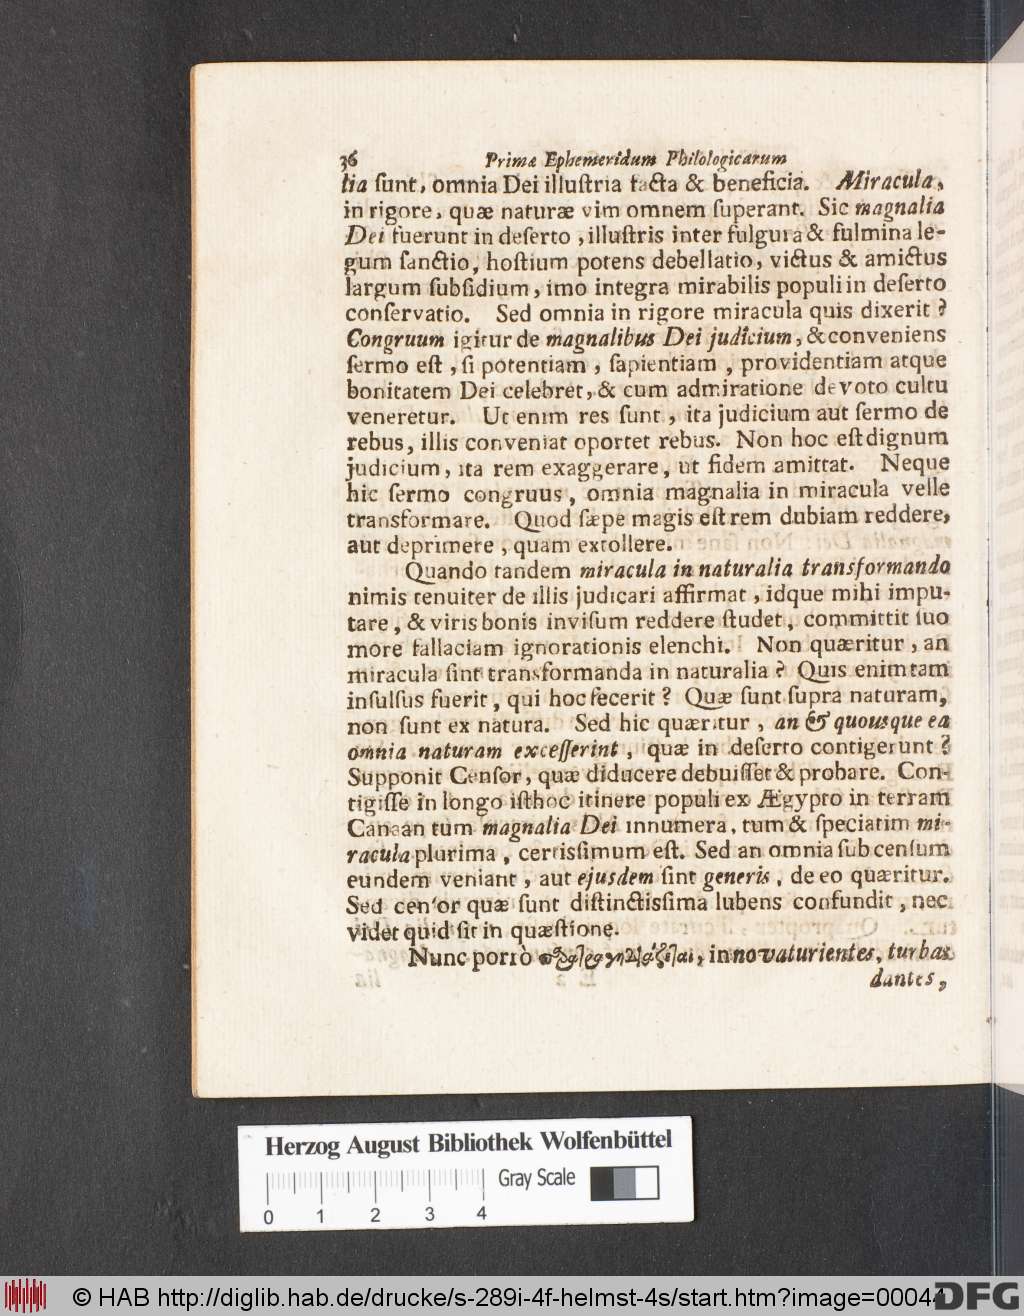 36 Primæ Ephemeridum Philologicarum
lia ſunt, omnia Dei illuſtria facta & beneficia. Miracula,
in rigore, quæ naturæ vim omnem ſuperant. Sic magnalia
Dei fuerunt in deſerto, illuſtris inter fulgura & fulmina le-
gum ſanctio, hoſtium potens debellatio, victus & amictus
largum ſubſidium, imo integra mirabilis populi in deſerto
conſervatio. Sed omnia in rigore miracula quis dixerit?
Congruum igitur de magnalibus Dei judicium, & conveniens
ſermo eſt, ſi potentiam, ſapientiam, providentiam atque
bonitatem Dei celebret, & cum admiratione devoto cultu
veneretur. Ut enim res ſunt, ita judicium aut ſermo de
rebus, illis conveniat oportet rebus. Non hoc eſt dignum
judicium, ita rem exaggerare, ut fidem amittat. Neque
hic ſermo congruus, omnia magnalia in miracula velle
transformare. Quod ſæpe magis eſt rem dubiam reddere,
aut deprimere, quam extollere.
Quando tandem miracula in naturalia transformando
nimis tenuiter de illis judicari affirmat, idque mihi impu-
tare, & viris bonis inviſum reddere ſtudet, committit ſuo
more fallaciam ignorationis elenchi. Non quæritur, an
miracula ſint transformanda in naturalia? Quis enim tam
inſulſus fuerit, qui hoc fecerit? Quæ ſunt ſupra naturam,
non ſunt ex natura. Sed hic quæritur, an & quousque ea
omnia naturam exceſſerint, quæ in deſerto contigerunt?
Supponit Cenſor, quæ diducere debuiſſet & probare. Con-
tigiſſe in longo iſthoc itinere populi ex Ægypto in terram
Canaan tum magnalia Dei innumera, tum & ſpeciatim mi-
racula plurima, certisſimum eſt. Sed an omnia ſub cenſum
eundem veniant, aut ejusdem ſint generis, de eo quæritur.
Sed cenſor quæ ſunt diſtinctisſima lubens confundit, nec
videt quid ſit in quæſtione.
Nunc porrò innovaturientes, turbas
dantes,
Herzog August Bibliothek Wolfenbüttel
Gray Scale
0 1 2 3 4
© HAB http://diglib.hab.de/drucke/s-289i-4f-helmst-4s/start.htm?image=00044
DFG